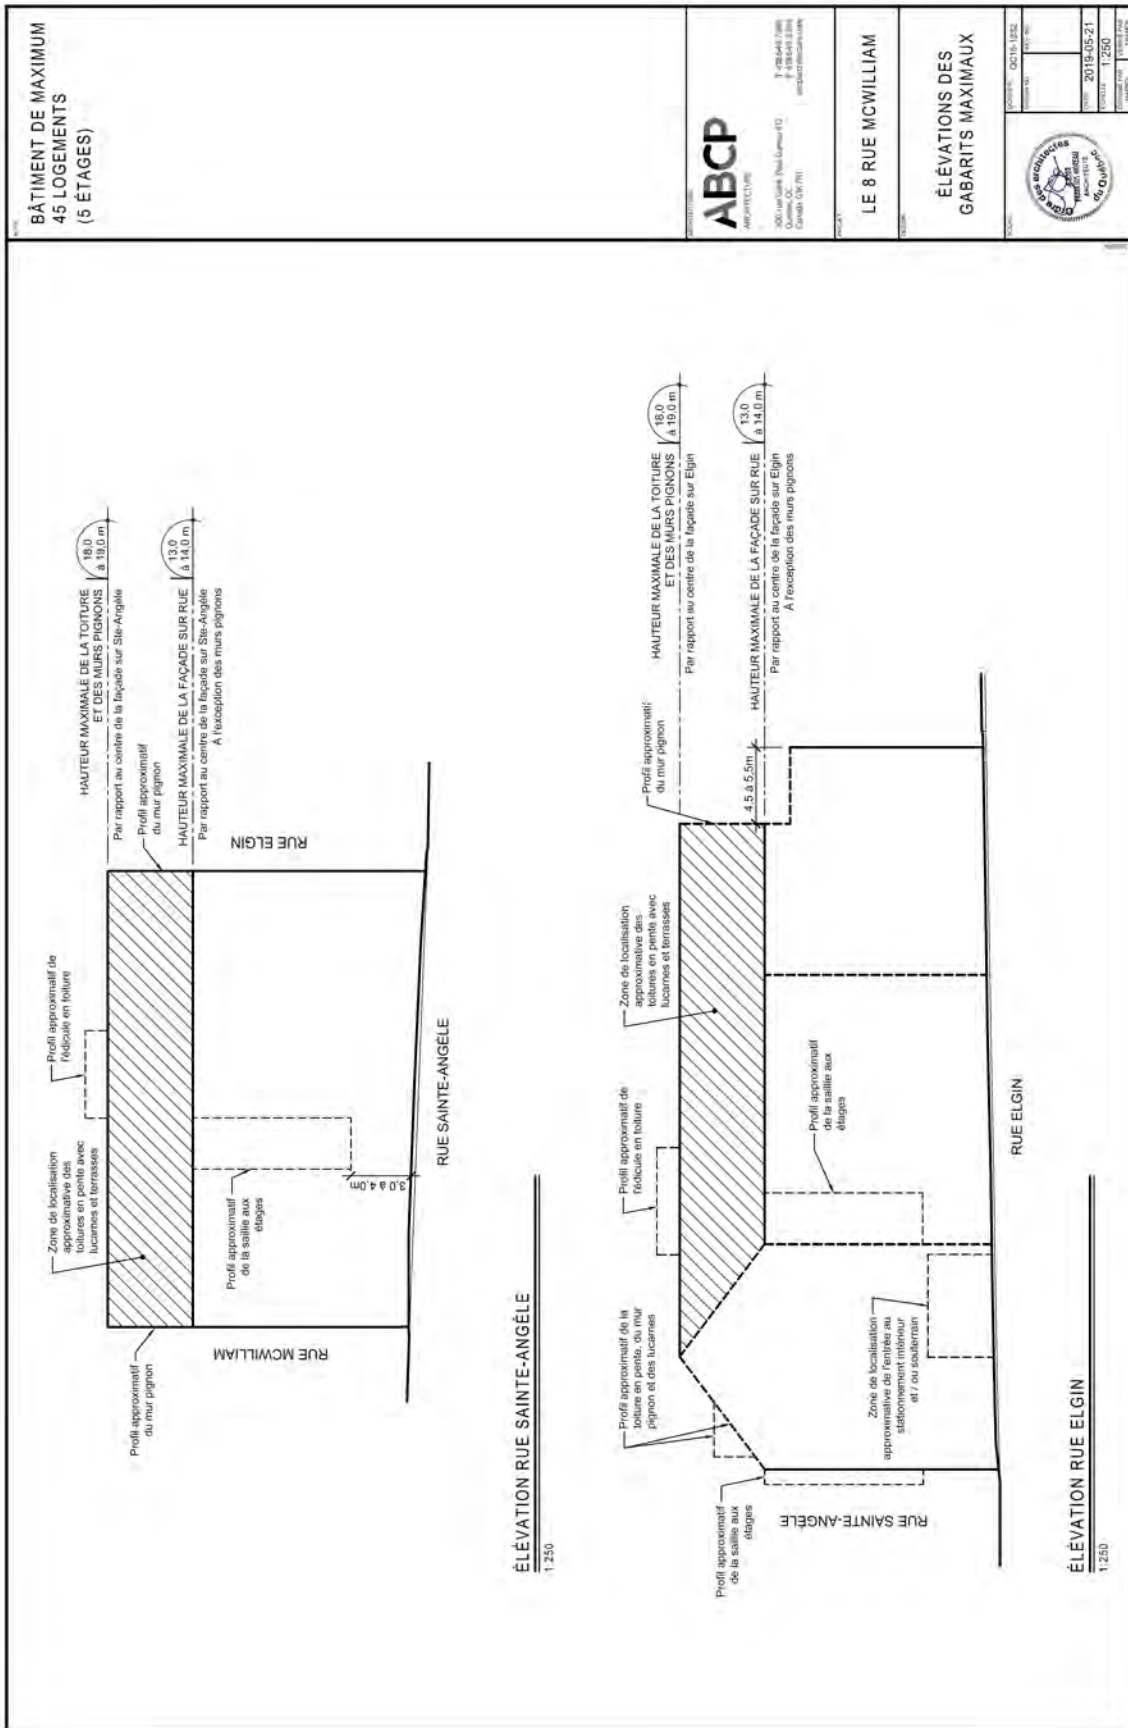 NOTE:
BÂTIMENT DE MAXIMUM
45 LOGEMENTS
(5 ÉTAGES)
ABCP
ARCHITECTURE
PROJET:
LE 8 RUE MCWILLIAM
ÉLÉVATIONS DES
GABARITS MAXIMAUX
Ordre des architectes
du Québec
ARCHITECTE
2019-05-21
1:250
Zone de localisation
approximative des
toitures en pente avec
lucarnes et terrasses
Profil approximatif de
l'édicule en toiture
HAUTEUR MAXIMALE DE LA TOITURE
ET DES MURS PIGNONS
Par rapport au centre de la façade sur Ste-Angèle
18,0
à 19,0 m
Profil approximatif
du mur pignon
HAUTEUR MAXIMALE DE LA FAÇADE SUR RUE
Par rapport au centre de la façade sur Ste-Angèle
À l'exception des murs pignons
13,0
à 14,0 m
Profil approximatif
du mur pignon
RUE MCWILLIAM
Profil approximatif
de la saillie aux
étages
3,0 à 4,0m
RUE ELGIN
RUE SAINTE-ANGÈLE
ÉLÉVATION RUE SAINTE-ANGÈLE
1:250
Profil approximatif de la
toiture en pente, du mur
pignon et des lucarnes
Profil approximatif de
l'édicule en toiture
Zone de localisation
approximative des
toitures en pente avec
lucarnes et terrasses
Profil approximatif
du mur pignon
HAUTEUR MAXIMALE DE LA TOITURE
ET DES MURS PIGNONS
Par rapport au centre de la façade sur Elgin
18,0
à 19,0 m
4,5 à 5,5m
HAUTEUR MAXIMALE DE LA FAÇADE SUR RUE
Par rapport au centre de la façade sur Elgin
À l'exception des murs pignons
13,0
à 14,0 m
Profil approximatif
de la saillie aux
étages
RUE SAINTE-ANGÈLE
Zone de localisation
approximative de l'entrée au
stationnement intérieur
et / ou souterrain
Profil approximatif
de la saillie aux
étages
RUE ELGIN
ÉLÉVATION RUE ELGIN
1:250